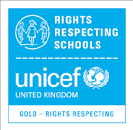 RIGHTS
RESPECTING
SCHOOLS
unicef
UNITED KINGDOM
GOLD – RIGHTS RESPECTING